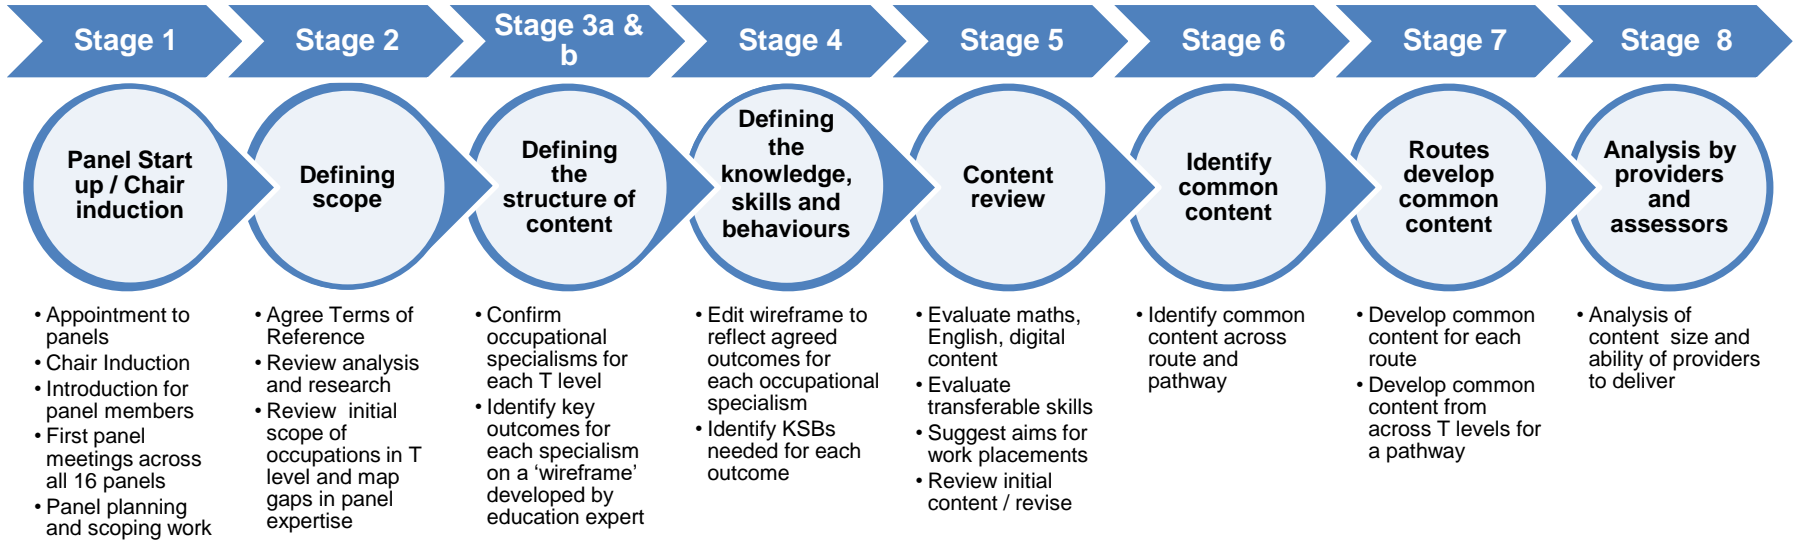 Stage 1
Stage 2
Stage 3a &
b
Stage 4
Stage 5
Stage 6
Stage 7
Stage 8
Panel Start
up / Chair
induction
Defining
scope
Defining
the
structure of
content
Defining
the
knowledge,
skills and
behaviours
Content
review
Identify
common
content
Routes
develop
common
content
Analysis by
providers
and
assessors
• Appointment to
panels
• Chair Induction
• Introduction for
panel members
• First panel
meetings across
all 16 panels
• Panel planning
and scoping work
• Agree Terms of
Reference
• Review analysis
and research
• Review initial
scope of
occupations in T
level and map
gaps in panel
expertise
• Confirm
occupational
specialisms for
each T level
• Identify key
outcomes for
each specialism
on a ‘wireframe’
developed by
education expert
• Edit wireframe to
reflect agreed
outcomes for
each occupational
specialism
• Identify KSBs
needed for each
outcome
• Evaluate maths,
English, digital
content
• Evaluate
transferable skills
• Suggest aims for
work placements
• Review initial
content / revise
• Identify common
content across
route and
pathway
• Develop common
content for each
route
• Develop common
content from
across T levels for
a pathway
• Analysis of
content size and
ability of providers
to deliver